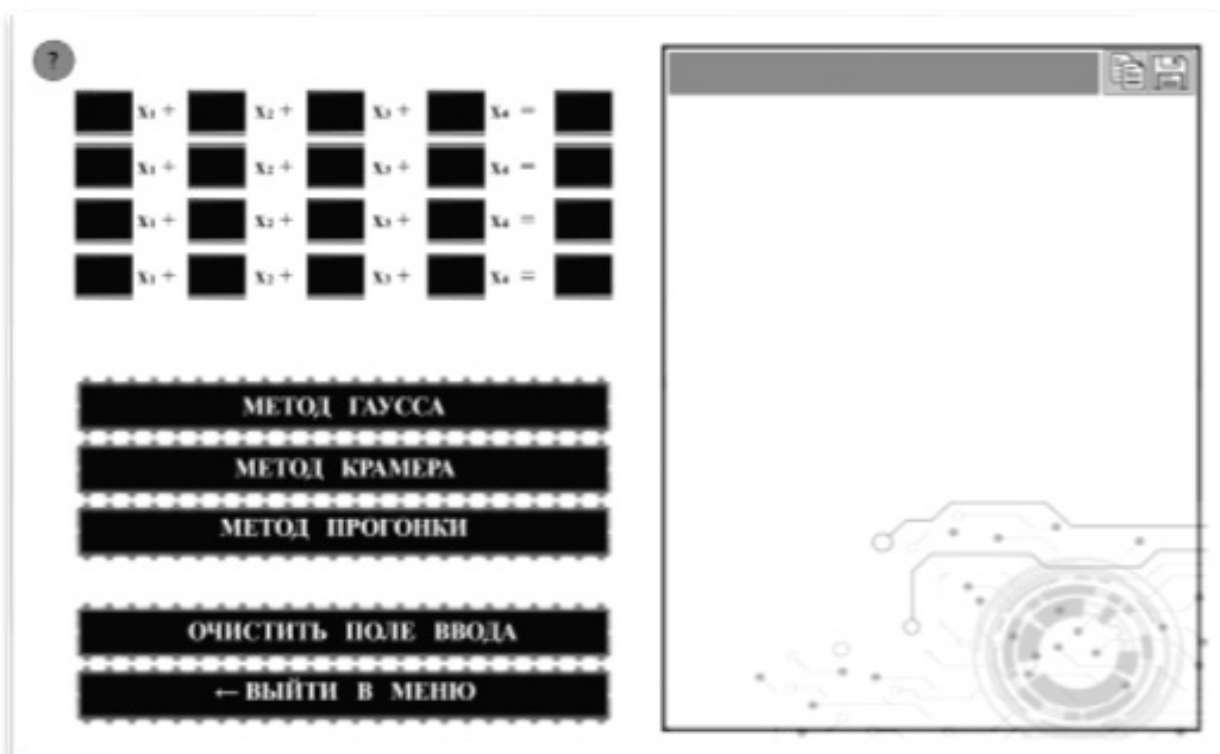 ?
x₁ + x₂ + x₃ + x₄ =
x₁ + x₂ + x₃ + x₄ =
x₁ + x₂ + x₃ + x₄ =
x₁ + x₂ + x₃ + x₄ =
МЕТОД ГАУССА
МЕТОД КРАМЕРА
МЕТОД ПРОГОНКИ
ОЧИСТИТЬ ПОЛЕ ВВОДА
← ВЫЙТИ В МЕНЮ